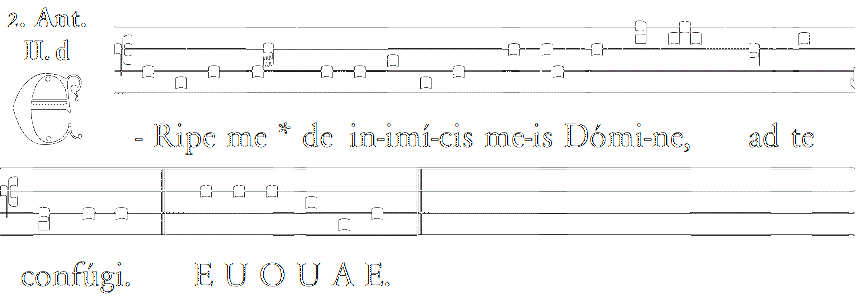 2. Ant.
II. d
E
- Ripe me * de in-imí-cis me-is Dómi-ne, ad te
confúgi. E U O U A E.